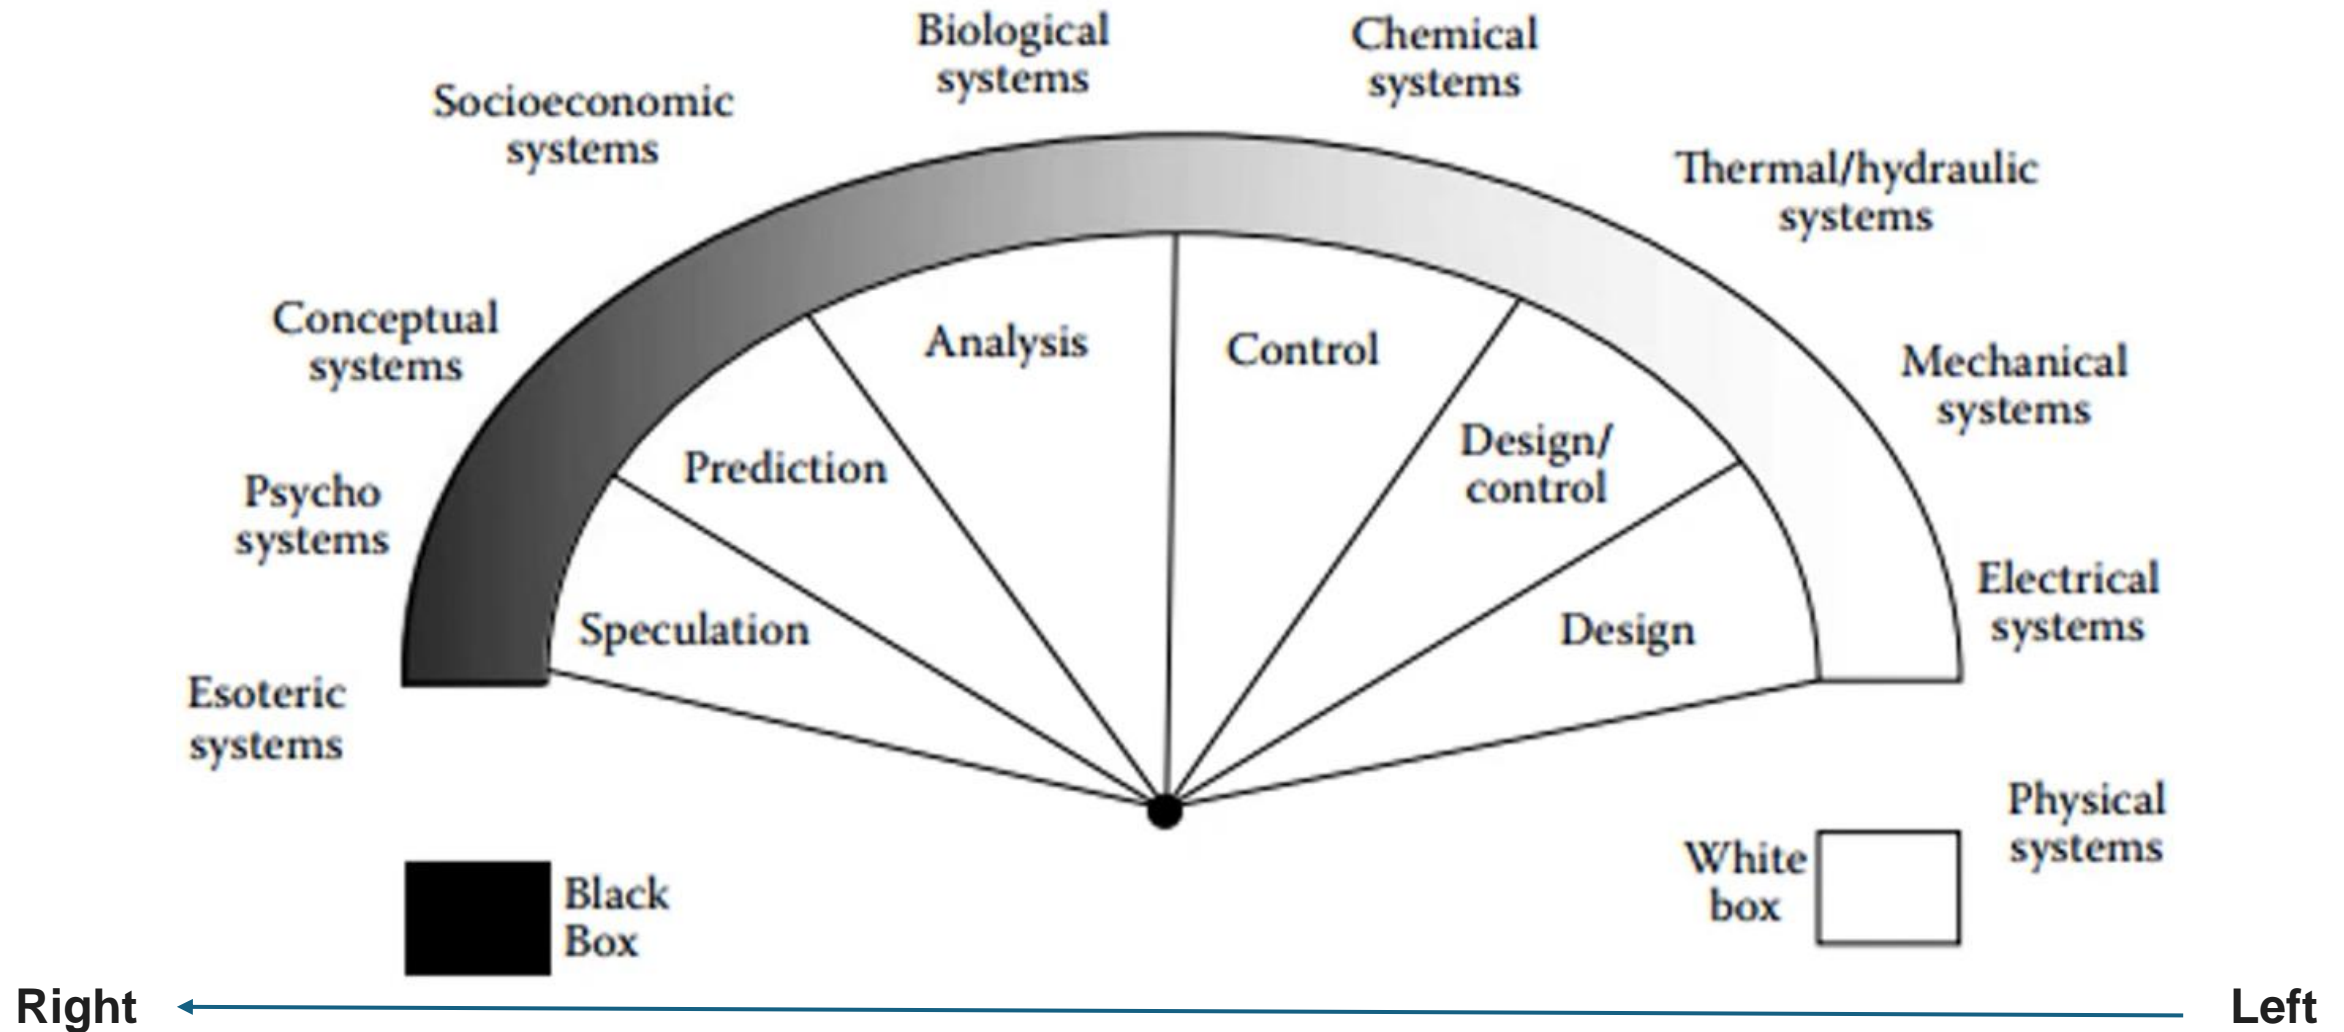 Biological
systems
Chemical
systems
Socioeconomic
systems
Thermal/hydraulic
systems
Conceptual
systems
Analysis
Control
Mechanical
systems
Psycho
systems
Prediction
Design/
control
Electrical
systems
Speculation
Design
Esoteric
systems
Physical
systems
Black
Box
White
box
Right
Left